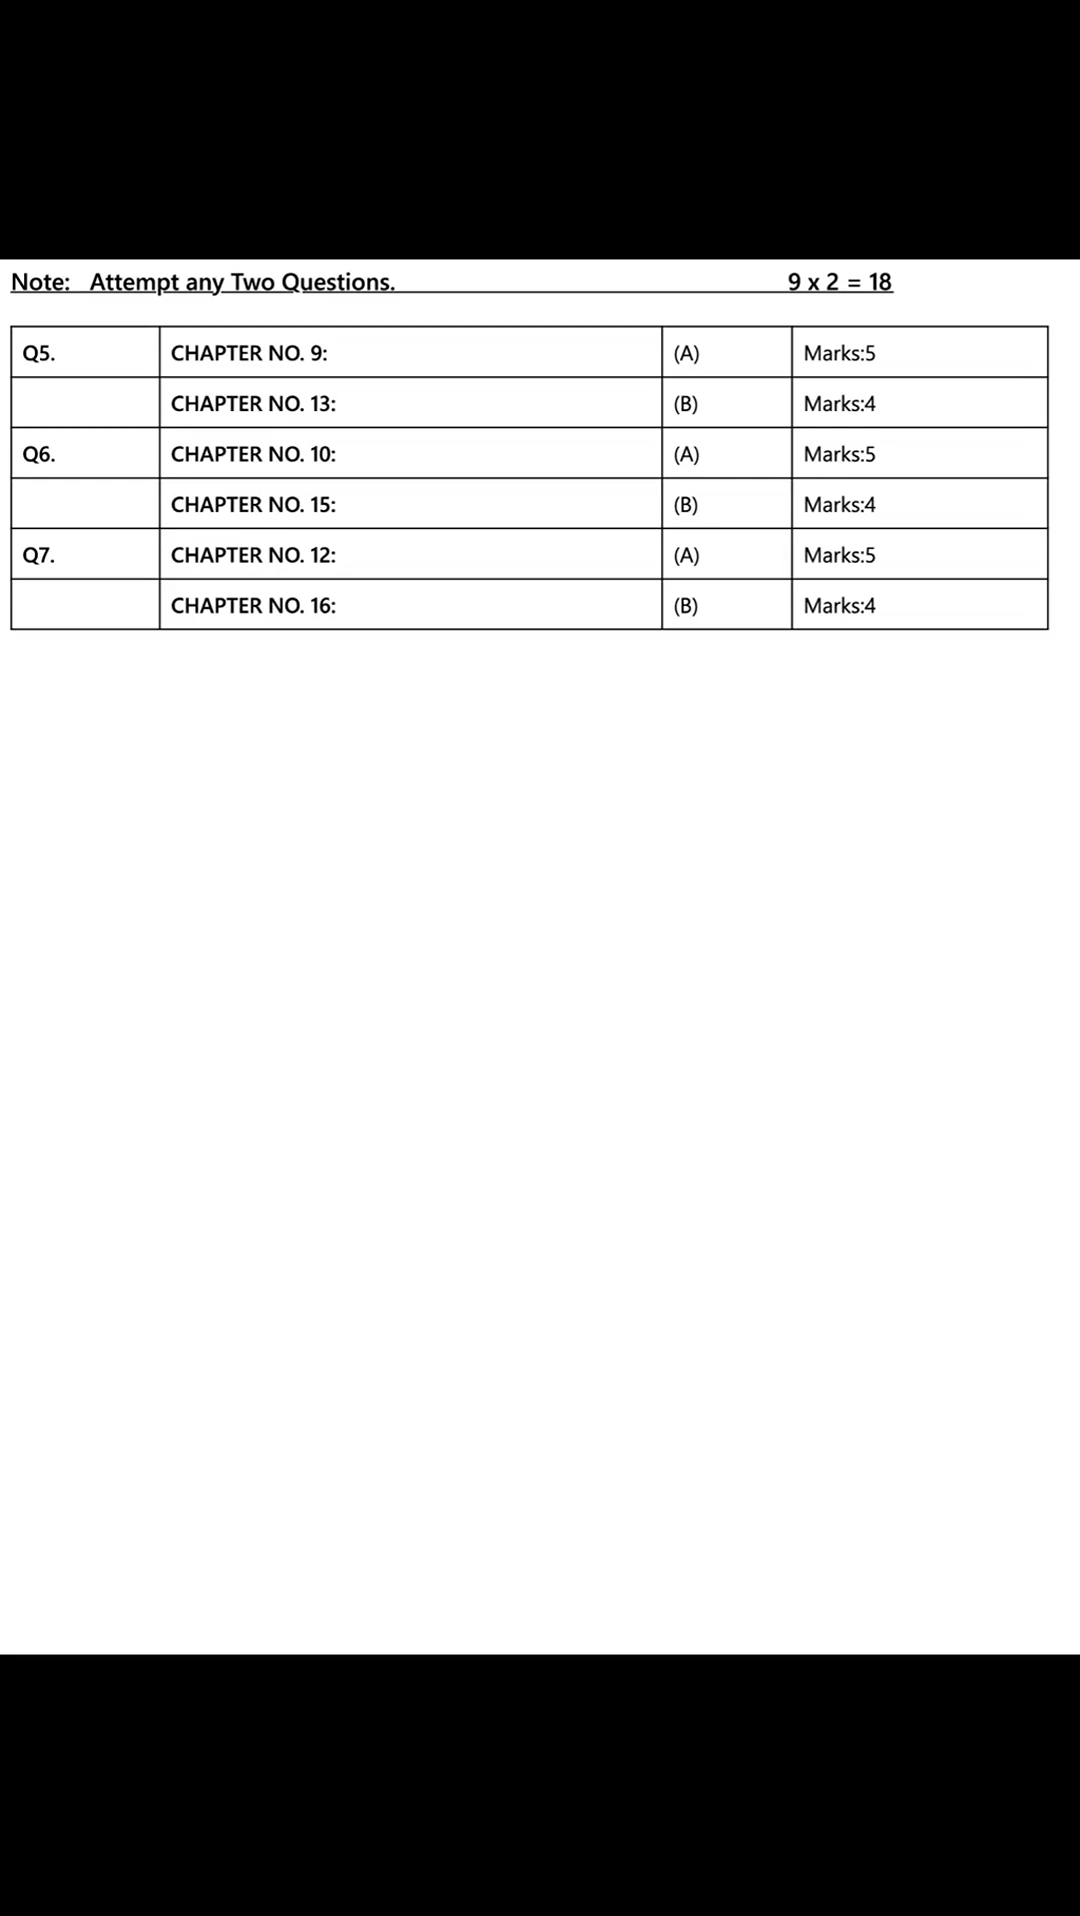 Note: Attempt any Two Questions. 9 x 2 = 18
Q5. CHAPTER NO. 9: (A) Marks:5
CHAPTER NO. 13: (B) Marks:4
Q6. CHAPTER NO. 10: (A) Marks:5
CHAPTER NO. 15: (B) Marks:4
Q7. CHAPTER NO. 12: (A) Marks:5
CHAPTER NO. 16: (B) Marks:4